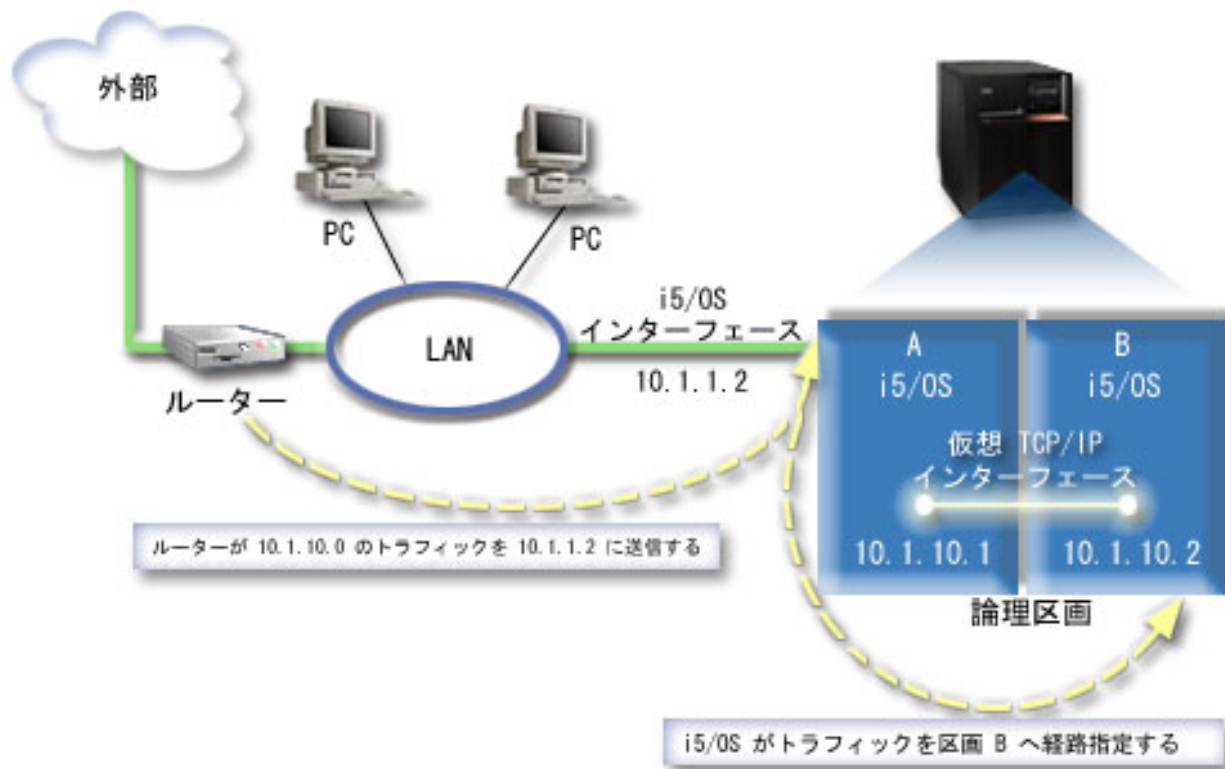 外部
PC
PC
LAN
ルーター
i5/OS
インターフェース
10.1.1.2
A
i5/OS
B
i5/OS
仮想 TCP/IP
インターフェース
10.1.10.1
10.1.10.2
論理区画
ルーターが 10.1.10.0 のトラフィックを 10.1.1.2 に送信する
i5/OS がトラフィックを区画 B へ経路指定する